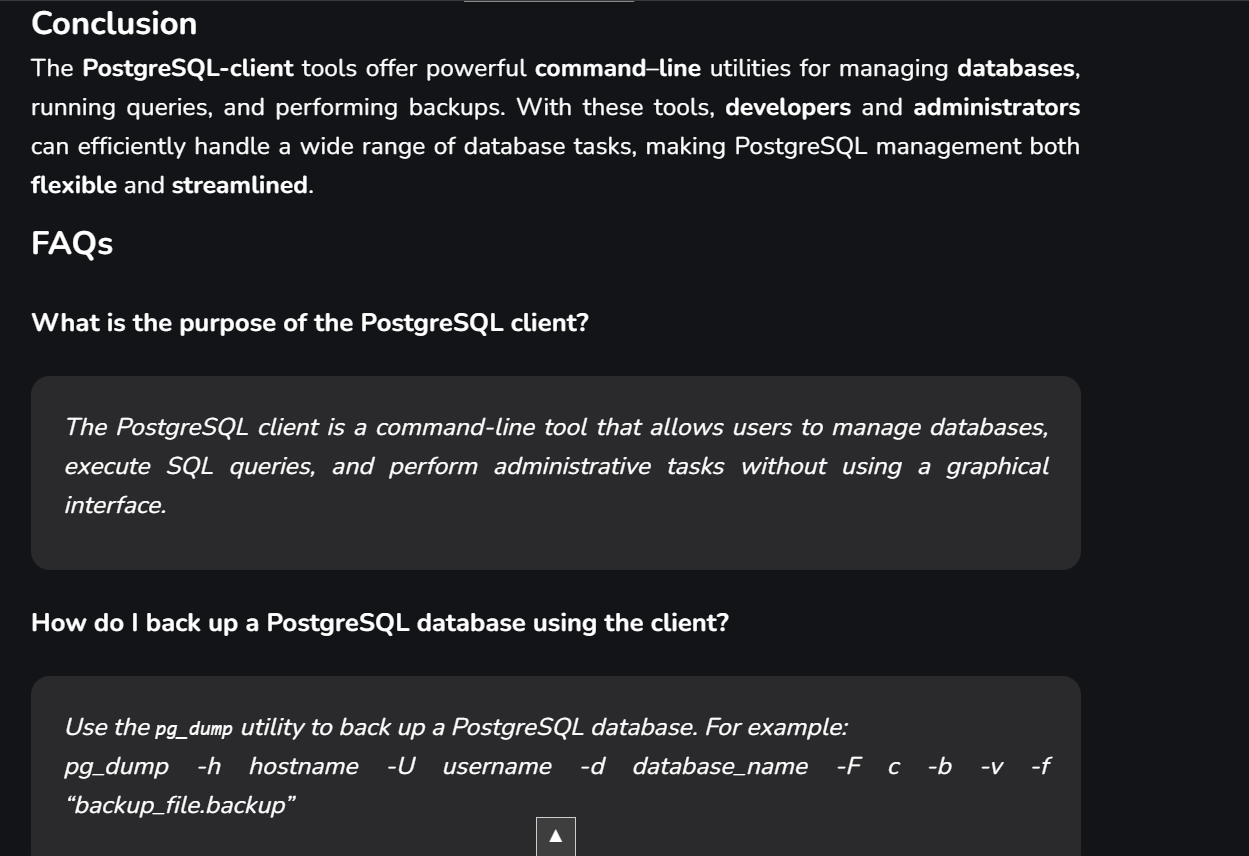 Conclusion
The PostgreSQL-client tools offer powerful command–line utilities for managing databases,
running queries, and performing backups. With these tools, developers and administrators
can efficiently handle a wide range of database tasks, making PostgreSQL management both
flexible and streamlined.
FAQs
What is the purpose of the PostgreSQL client?
The PostgreSQL client is a command-line tool that allows users to manage databases,
execute SQL queries, and perform administrative tasks without using a graphical
interface.
How do I back up a PostgreSQL database using the client?
Use the pg_dump utility to back up a PostgreSQL database. For example:
pg_dump -h hostname -U username -d database_name -F c -b -v -f
“backup_file.backup”